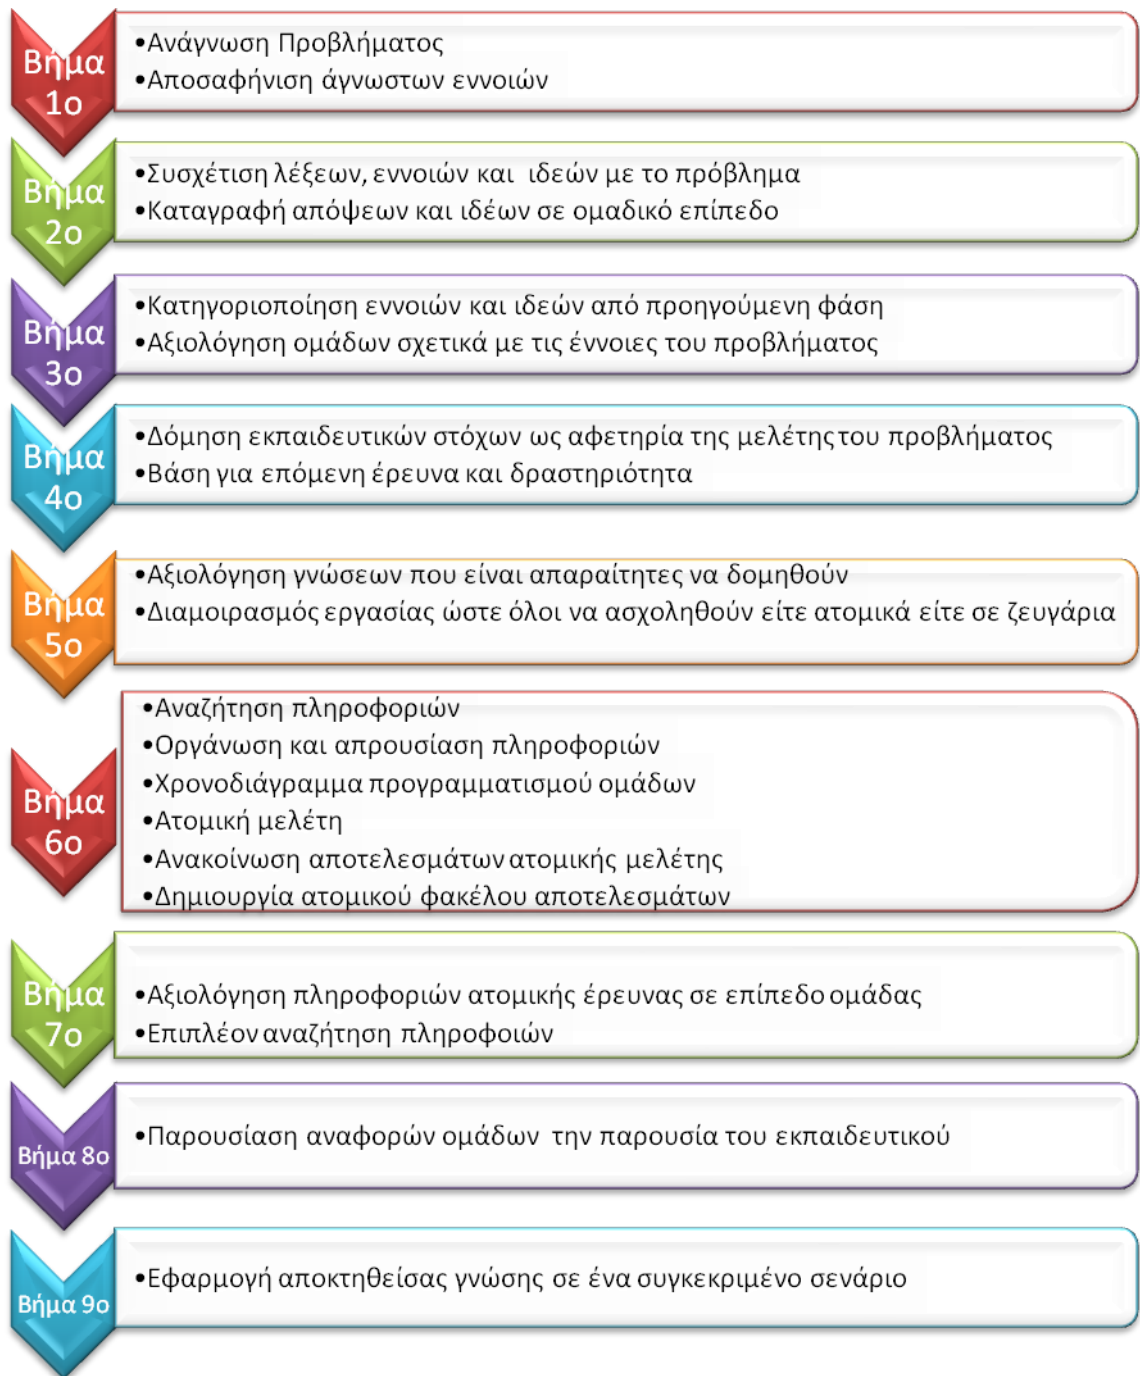 Βήμα
1ο
•Ανάγνωση Προβλήματος
•Αποσαφήνιση άγνωστων εννοιών
Βήμα
2ο
•Συσχέτιση λέξεων, εννοιών και ιδεών με το πρόβλημα
•Καταγραφή απόψεων και ιδέων σε ομαδικό επίπεδο
Βήμα
3ο
•Κατηγοριοποίηση εννοιών και ιδεών από προηγούμενη φάση
•Αξιολόγηση ομάδων σχετικά με τις έννοιες του προβλήματος
Βήμα
4ο
•Δόμηση εκπαιδευτικών στόχων ως αφετηρία της μελέτης του προβλήματος
•Βάση για επόμενη έρευνα και δραστηριότητα
Βήμα
5ο
•Αξιολόγηση γνώσεων που είναι απαραίτητες να δομηθούν
•Διαμοιρασμός εργασίας ώστε όλοι να ασχοληθούν είτε ατομικά είτε σε ζευγάρια
Βήμα
6ο
•Αναζήτηση πληροφοριών
•Οργάνωση και απρουσίαση πληροφοριών
•Χρονοδιάγραμμα προγραμματισμού ομάδων
•Ατομική μελέτη
•Ανακοίνωση αποτελεσμάτων ατομικής μελέτης
•Δημιουργία ατομικού φακέλου αποτελεσμάτων
Βήμα
7ο
•Αξιολόγηση πληροφοριών ατομικής έρευνας σε επίπεδο ομάδας
•Επιπλέον αναζήτηση πληροφοιών
Βήμα 8ο
•Παρουσίαση αναφορών ομάδων την παρουσία του εκπαιδευτικού
Βήμα 9ο
•Εφαρμογή αποκτηθείσας γνώσης σε ένα συγκεκριμένο σενάριο